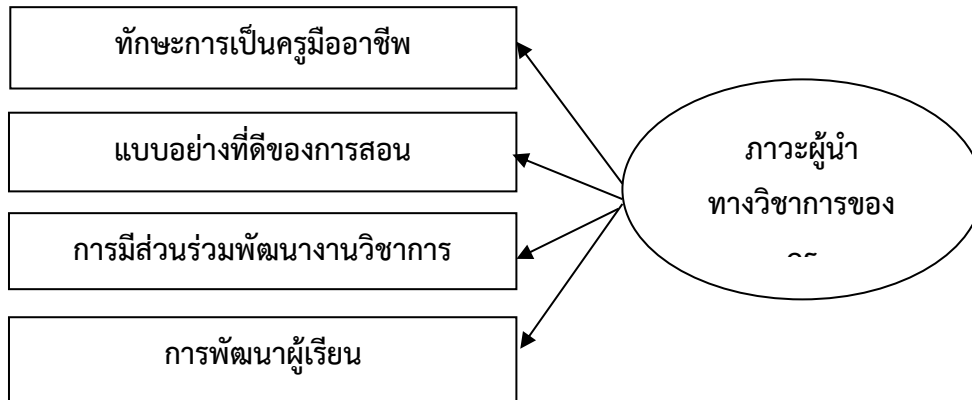 ทักษะการเป็นครูมืออาชีพ
แบบอย่างที่ดีของการสอน
การมีส่วนร่วมพัฒนางานวิชาการ
การพัฒนาผู้เรียน
ภาวะผู้นำ
ทางวิชาการของ